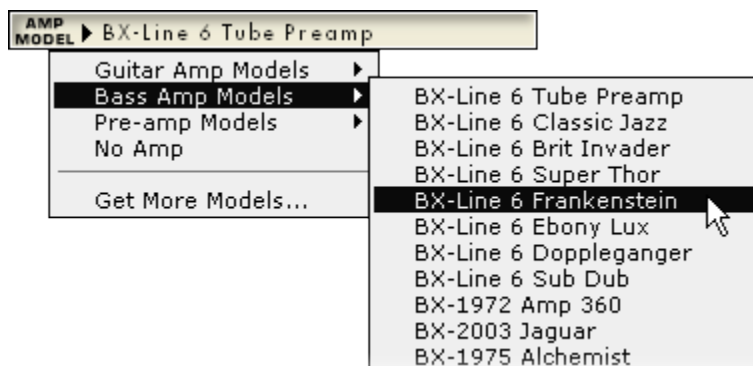 AMP MODEL BX-Line 6 Tube Preamp
Guitar Amp Models
Bass Amp Models
Pre-amp Models
No Amp
Get More Models...
BX-Line 6 Tube Preamp
BX-Line 6 Classic Jazz
BX-Line 6 Brit Invader
BX-Line 6 Super Thor
BX-Line 6 Frankenstein
BX-Line 6 Ebony Lux
BX-Line 6 Doppleganger
BX-Line 6 Sub Dub
BX-1972 Amp 360
BX-2003 Jaguar
BX-1975 Alchemist